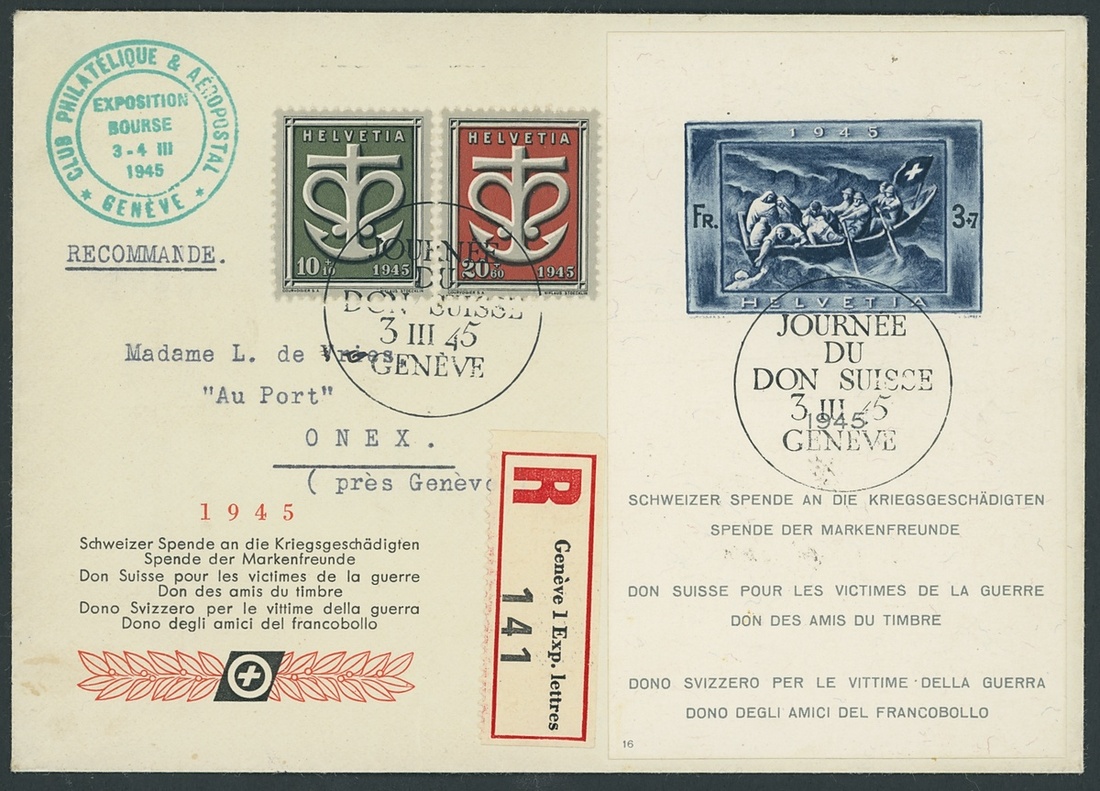 CLUB PHILATÉLIQUE & AÉROPOSTAL
★ GENÈVE ★
EXPOSITION
BOURSE
3-4 III
1945
RECOMMANDE.
HELVETIA
10+10 1945
COURVOISIER S.A.
HELVETIA
20+60 1945
COURVOISIER S.A. NIKLAUS STOECKLIN
JOURNÉE
DU
DON SUISSE
3 III 45
GENÈVE
Madame L. de Vries.
"Au Port"
ONEX.
( près Genève
1945
Schweizer Spende an die Kriegsgeschädigten
Spende der Markenfreunde
Don Suisse pour les victimes de la guerre
Don des amis du timbre
Dono Svizzero per le vittime della guerra
Dono degli amici del francobollo
R
Genève 1 Exp. lettres
141
1945
FR. 3+7
HELVETIA
JOURNÉE
DU
DON SUISSE
3 III 45
1945
GENÈVE
SCHWEIZER SPENDE AN DIE KRIEGSGESCHÄDIGTEN
SPENDE DER MARKENFREUNDE
DON SUISSE POUR LES VICTIMES DE LA GUERRE
DON DES AMIS DU TIMBRE
DONO SVIZZERO PER LE VITTIME DELLA GUERRA
DONO DEGLI AMICI DEL FRANCOBOLLO
16